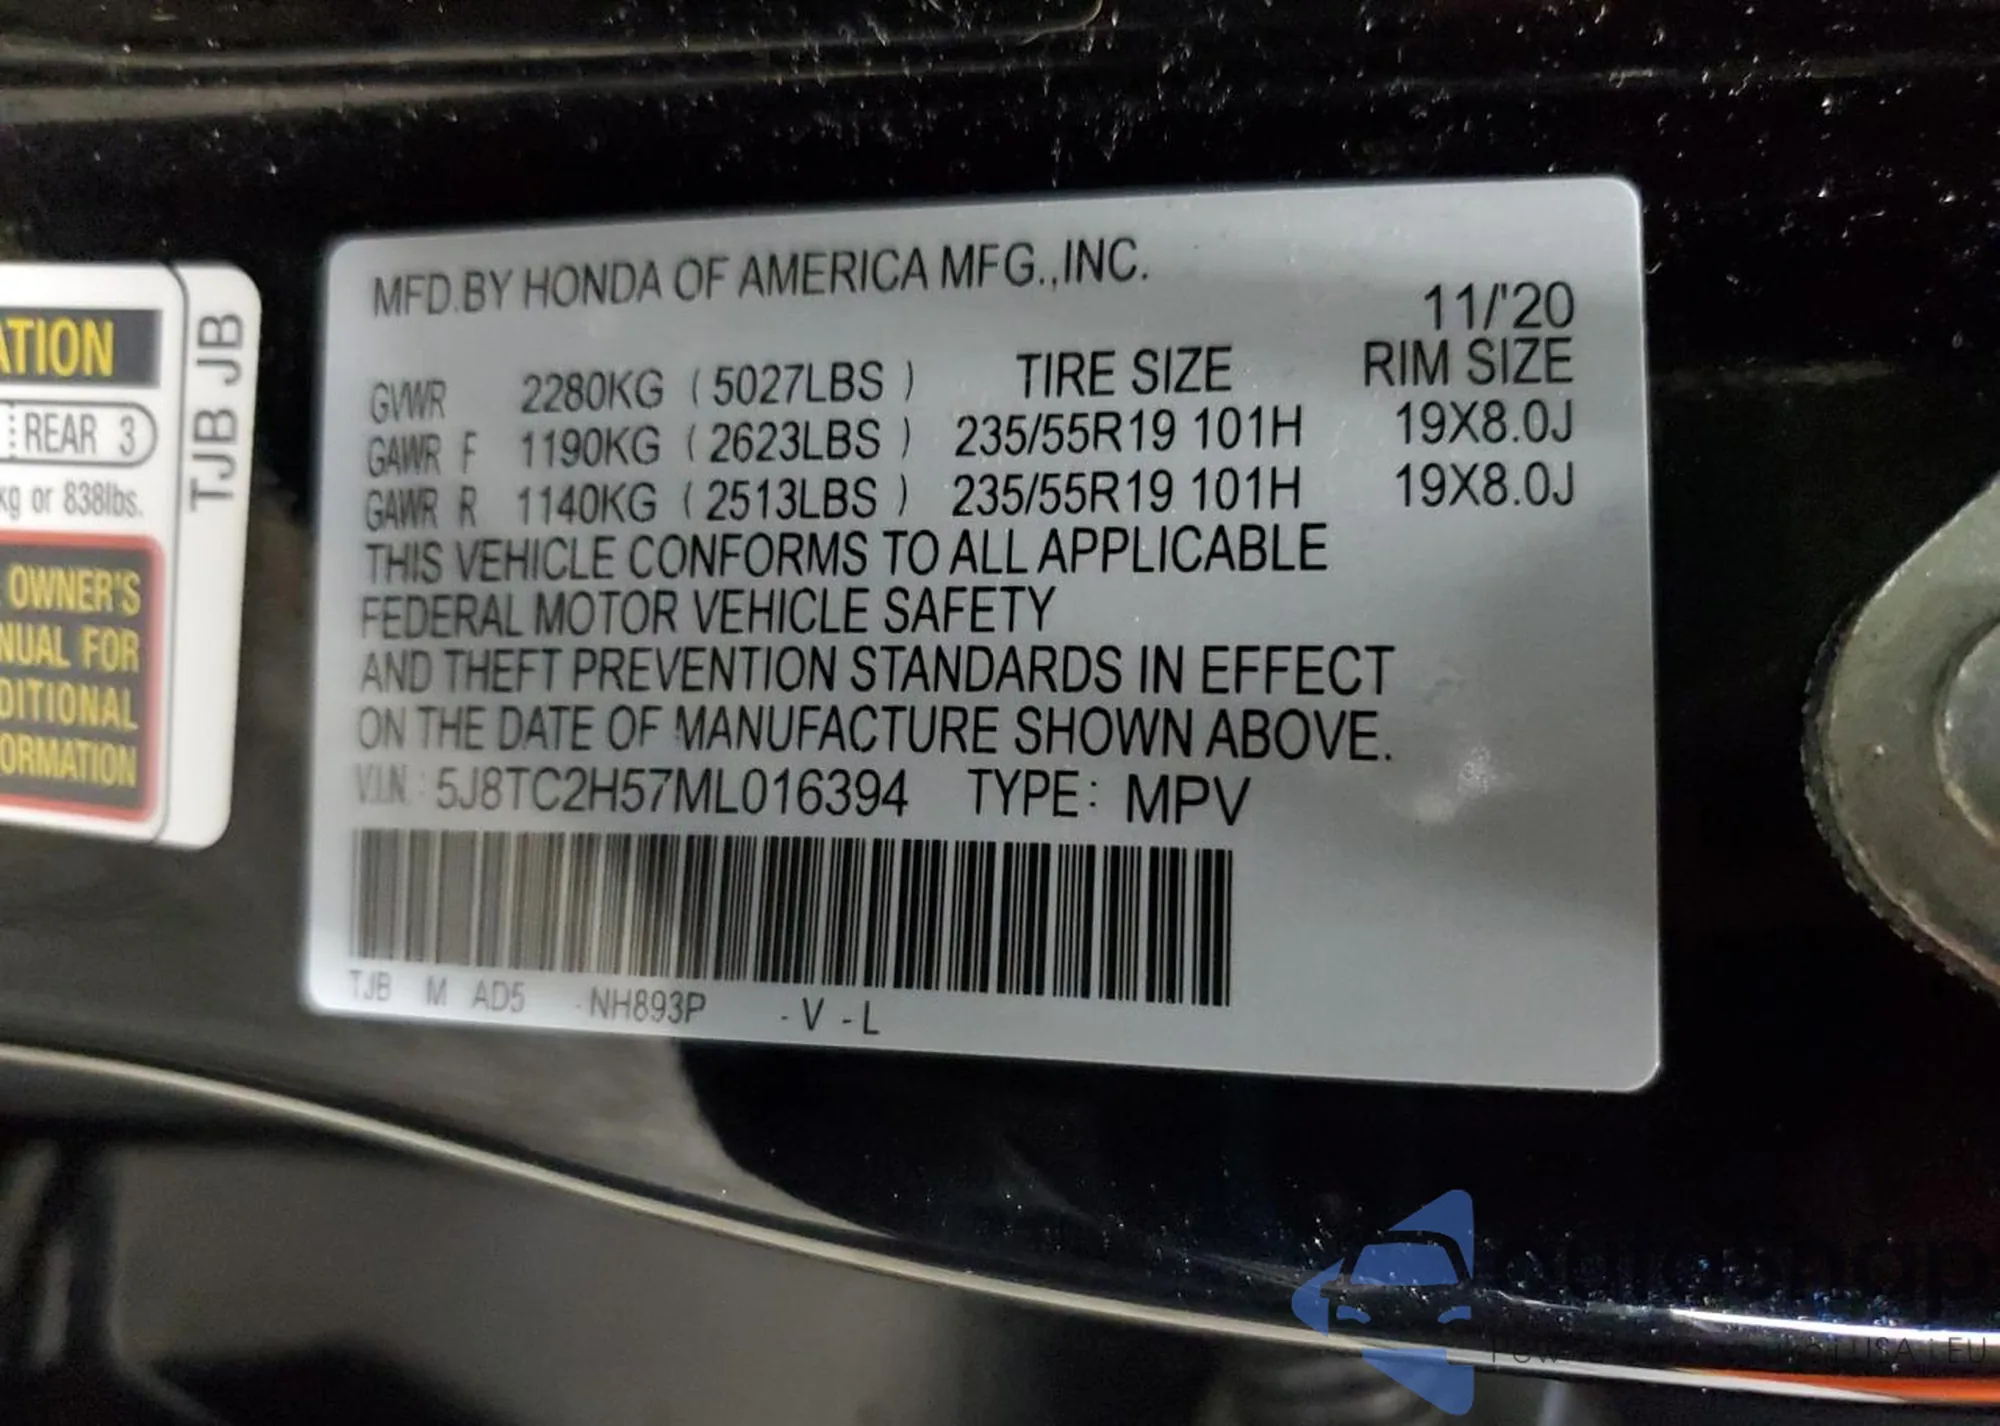 MFD.BY HONDA OF AMERICA MFG.,INC.
11/'20
GVWR 2280KG ( 5027LBS ) TIRE SIZE RIM SIZE
GAWR F 1190KG ( 2623LBS ) 235/55R19 101H 19X8.0J
GAWR R 1140KG ( 2513LBS ) 235/55R19 101H 19X8.0J
THIS VEHICLE CONFORMS TO ALL APPLICABLE
FEDERAL MOTOR VEHICLE SAFETY
AND THEFT PREVENTION STANDARDS IN EFFECT
ON THE DATE OF MANUFACTURE SHOWN ABOVE.
V.I.N. : 5J8TC2H57ML016394 TYPE: MPV
TJB M AD5 -NH893P - V - L
ATION
REAR 3
kg or 838lbs.
OWNER'S
NUAL FOR
DITIONAL
ORMATION
TJB JB
USA | EU